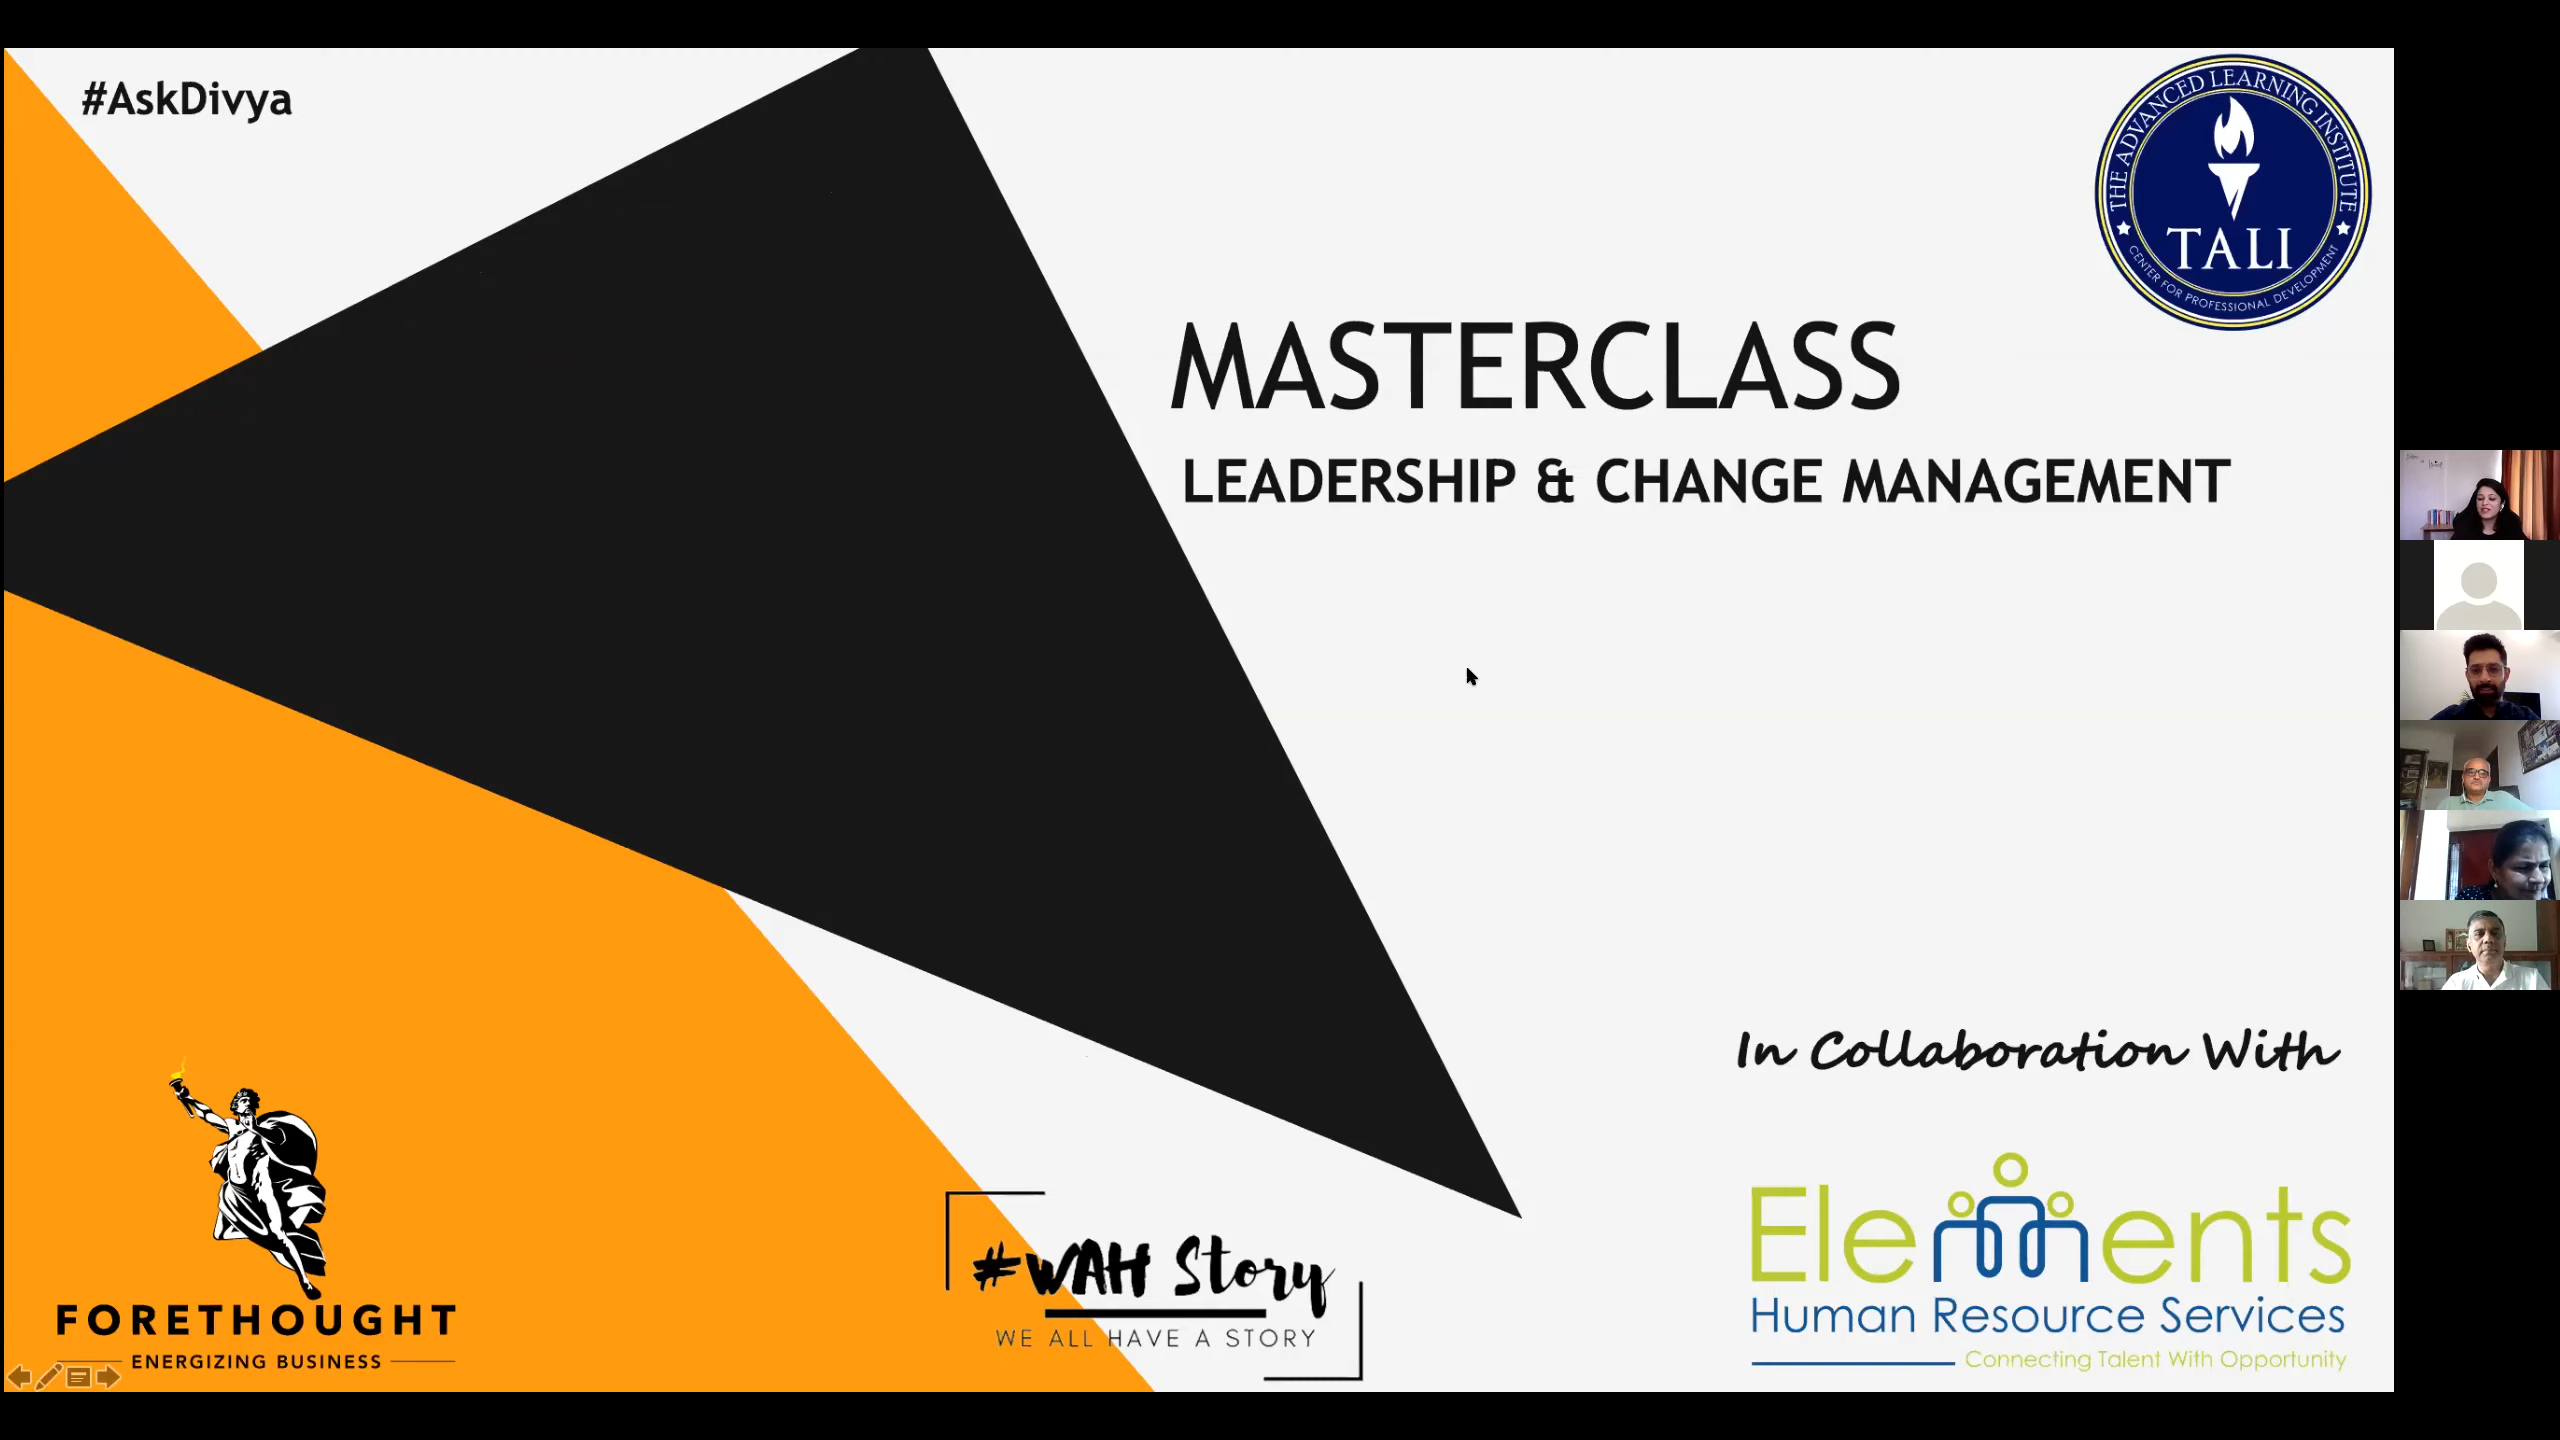 #AskDivya
THE ADVANCED LEARNING INSTITUTE
TALI
CENTER FOR PROFESSIONAL DEVELOPMENT
MASTERCLASS
LEADERSHIP & CHANGE MANAGEMENT
In Collaboration With
Elements
Human Resource Services
Connecting Talent With Opportunity
#WAH Story
WE ALL HAVE A STORY
FORETHOUGHT
ENERGIZING BUSINESS